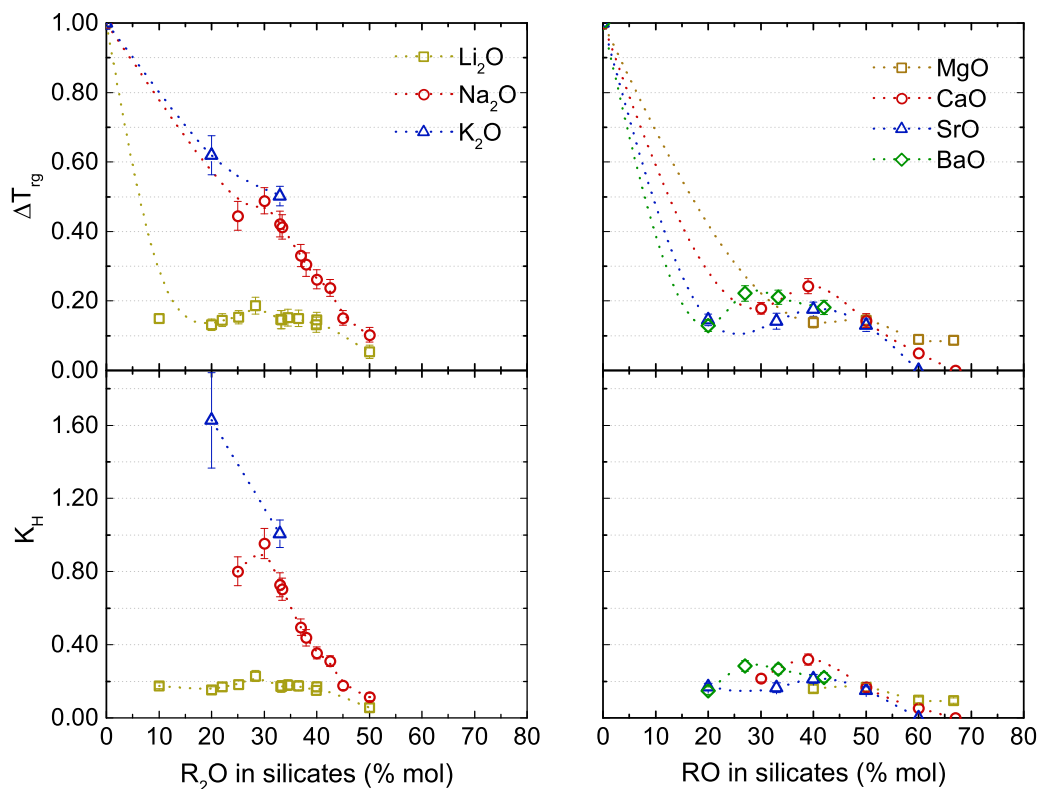 1.00
0.80
0.60
0.40
0.20
0.00
ΔT_rg
Li₂O
Na₂O
K₂O
MgO
CaO
SrO
BaO
1.60
1.20
0.80
0.40
0.00
K_H
0 10 20 30 40 50 60 70 80
0 10 20 30 40 50 60 70 80
R₂O in silicates (% mol)
RO in silicates (% mol)